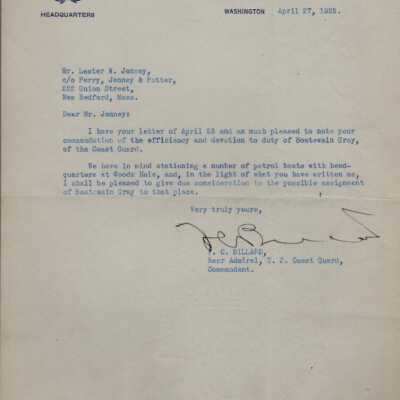 HEADQUARTERS
WASHINGTON April 27, 1925.
Mr. Lester W. Jenney,
c/o Perry, Jenney & Potter,
222 Union Street,
New Bedford, Mass.
Dear Mr. Jenney:
I have your letter of April 23 and am much pleased to note your
commendation of the efficiency and devotion to duty of Boatswain Gray,
of the Coast Guard.
We have in mind stationing a number of patrol boats with head-
quarters at Woods Hole, and, in the light of what you have written me,
I shall be pleased to give due consideration to the possible assignment
of Boatswain Gray to that place.
Very truly yours,
F. C. BILLARD,
Rear Admiral, U. S. Coast Guard,
Commandant.